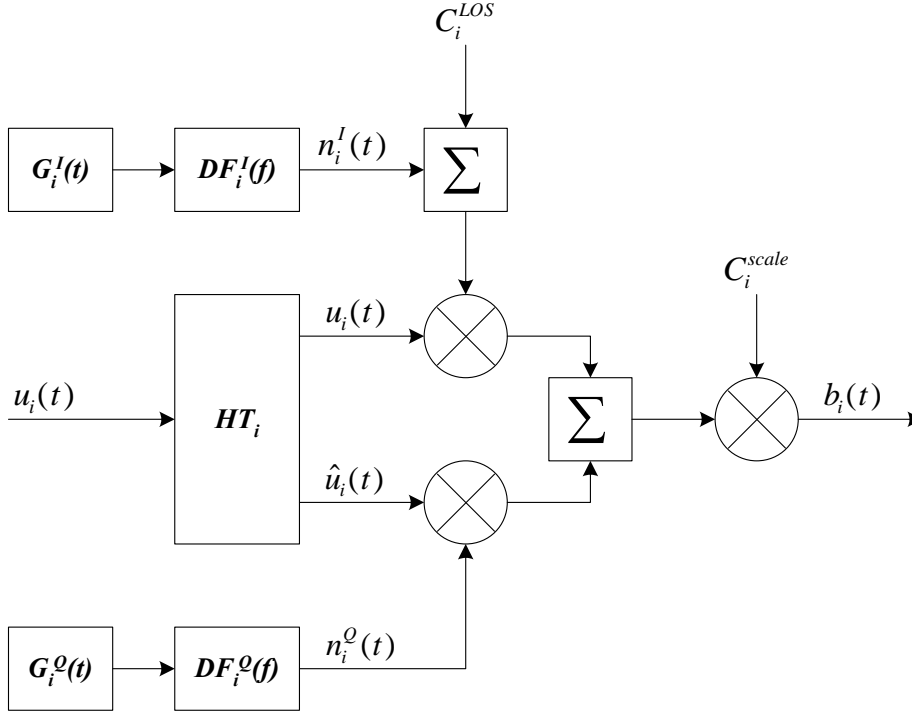 C_i^{LOS}
G_i^I(t)
DF_i^I(f)
n_i^I(t)
∑
C_i^{scale}
u_i(t)
u_i(t)
HT_i
∑
b_i(t)
û_i(t)
G_i^Q(t)
DF_i^Q(f)
n_i^Q(t)